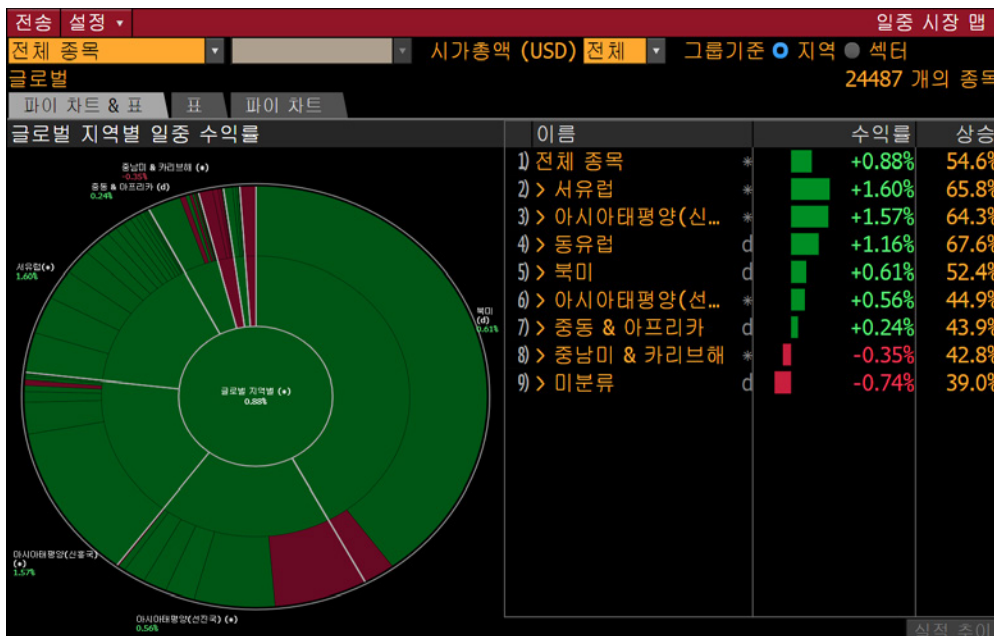 전송 설정 일중 시장 맵
전체 종목 시가총액 (USD) 전체 그룹기준 지역 섹터
글로벌 24487 개의 종목
파이 차트 & 표 표 파이 차트
글로벌 지역별 일중 수익률
이름 수익률 상승
1) 전체 종목 * +0.88% 54.6%
2) > 서유럽 * +1.60% 65.8%
3) > 아시아태평양(신... * +1.57% 64.3%
4) > 동유럽 d +1.16% 67.6%
5) > 북미 d +0.61% 52.4%
6) > 아시아태평양(선... * +0.56% 44.9%
7) > 중동 & 아프리카 d +0.24% 43.9%
8) > 중남미 & 카리브해 * -0.35% 42.8%
9) > 미분류 d -0.74% 39.0%
중남미 & 카리브해 (*)
-0.35%
중동 & 아프리카 (d)
0.24%
서유럽(*)
1.60%
북미
(d)
0.61%
글로벌 지역별 (*)
0.88%
아시아태평양(신흥국)
(*)
1.57%
아시아태평양(선진국) (*)
0.56%
실적 추이